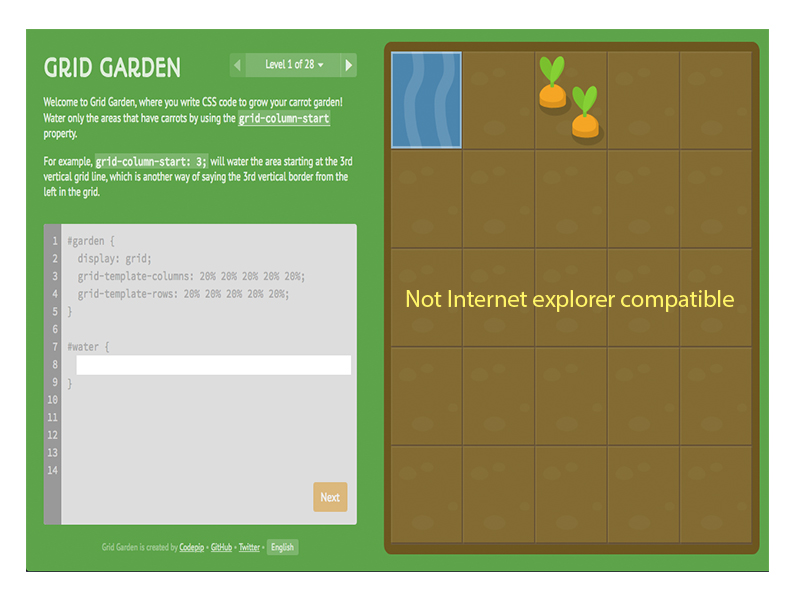 GRID GARDEN
Level 1 of 28
Welcome to Grid Garden, where you write CSS code to grow your carrot garden!
Water only the areas that have carrots by using the grid-column-start
property.
For example, grid-column-start: 3; will water the area starting at the 3rd
vertical grid line, which is another way of saying the 3rd vertical border from the
left in the grid.
1 #garden {
2 display: grid;
3 grid-template-columns: 20% 20% 20% 20% 20%;
4 grid-template-rows: 20% 20% 20% 20% 20%;
5 }
6
7 #water {
8
9 }
10
11
12
13
14
Next
Grid Garden is created by Codepip • GitHub • Twitter • English
Not Internet explorer compatible